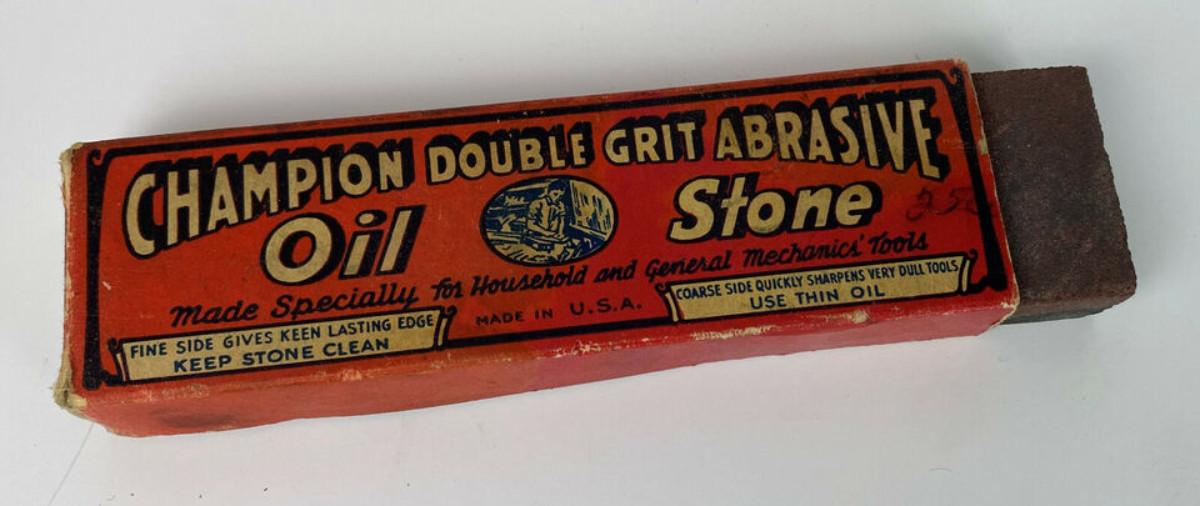 CHAMPION DOUBLE GRIT ABRASIVE
Oil Stone
Made Specially for Household and General Mechanics' Tools
FINE SIDE GIVES KEEN LASTING EDGE
KEEP STONE CLEAN
MADE IN U.S.A.
COARSE SIDE QUICKLY SHARPENS VERY DULL TOOLS
USE THIN OIL